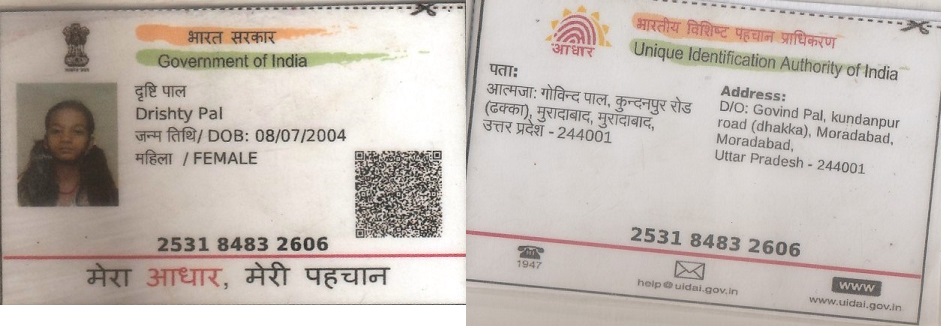 भारत सरकार
Government of India
दृष्टि पाल
Drishty Pal
जन्म तिथि/ DOB: 08/07/2004
महिला / FEMALE
2531 8483 2606
मेरा आधार, मेरी पहचान
भारतीय विशिष्ट पहचान प्राधिकरण
Unique Identification Authority of India
आधार
पता:
आत्मजा: गोविन्द पाल, कुन्दनपुर रोड
(ढक्का), मुरादाबाद, मुरादाबाद,
उत्तर प्रदेश - 244001
Address:
D/O: Govind Pal, kundanpur
road (dhakka), Moradabad,
Moradabad,
Uttar Pradesh - 244001
2531 8483 2606
1947
help@uidai.gov.in
www
www.uidai.gov.in